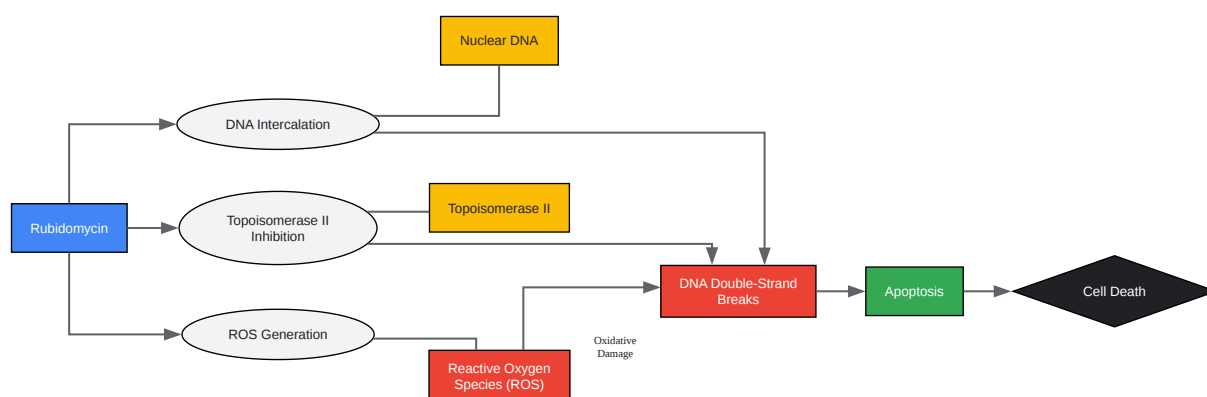 Nuclear DNA
DNA Intercalation
Topoisomerase II
Rubidomycin
Topoisomerase II
Inhibition
DNA Double-Strand
Breaks
Apoptosis
Cell Death
ROS Generation
Oxidative
Damage
Reactive Oxygen
Species (ROS)